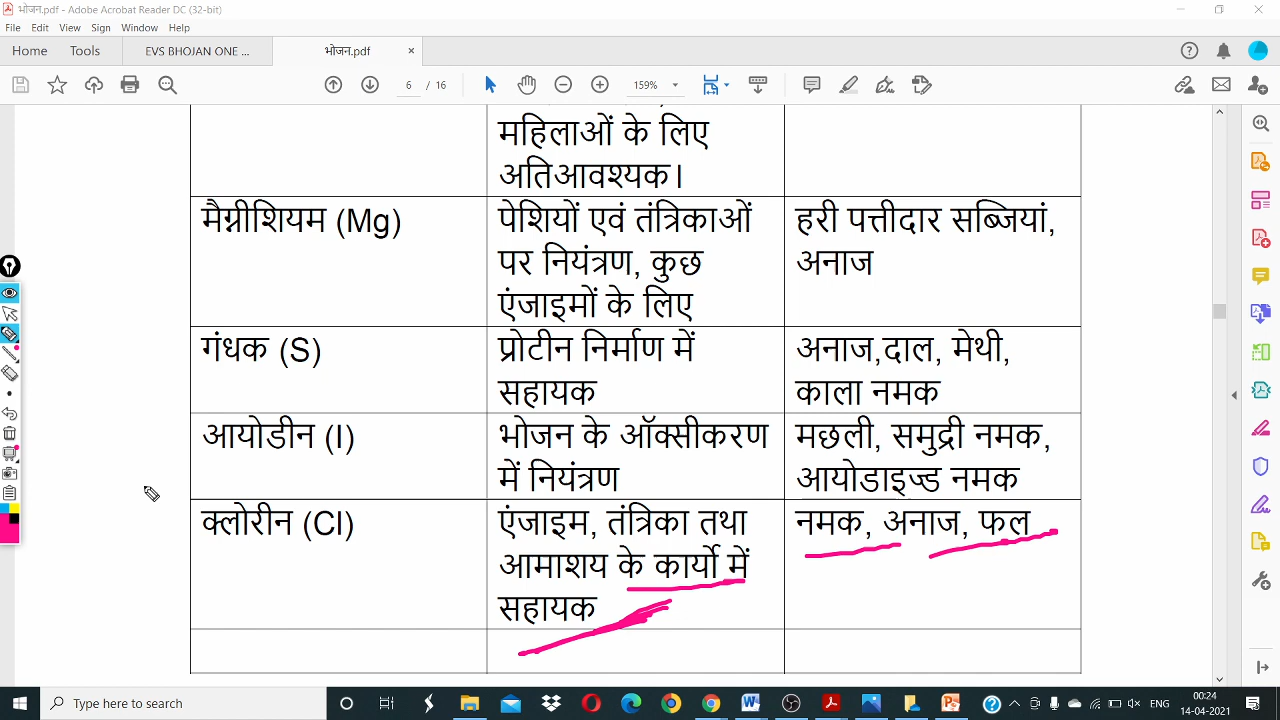 भोजन.pdf - Adobe Acrobat Reader DC (32-bit)
File Edit View Sign Window Help
Home Tools EVS BHOJAN ONE ... भोजन.pdf ×
6 / 16 159%
महिलाओं के लिए
अतिआवश्यक।
मैग्नीशियम (Mg)
पेशियों एवं तंत्रिकाओं
पर नियंत्रण, कुछ
एंजाइमों के लिए
हरी पत्तीदार सब्जियां,
अनाज
गंधक (S)
प्रोटीन निर्माण में
सहायक
अनाज,दाल, मेथी,
काला नमक
आयोडीन (I)
भोजन के ऑक्सीकरण
में नियंत्रण
मछली, समुद्री नमक,
आयोडाइज्ड नमक
क्लोरीन (Cl)
एंजाइम, तंत्रिका तथा
आमाशय के कार्यो में
सहायक
नमक, अनाज, फल
Type here to search
ENG
00:24
14-04-2021